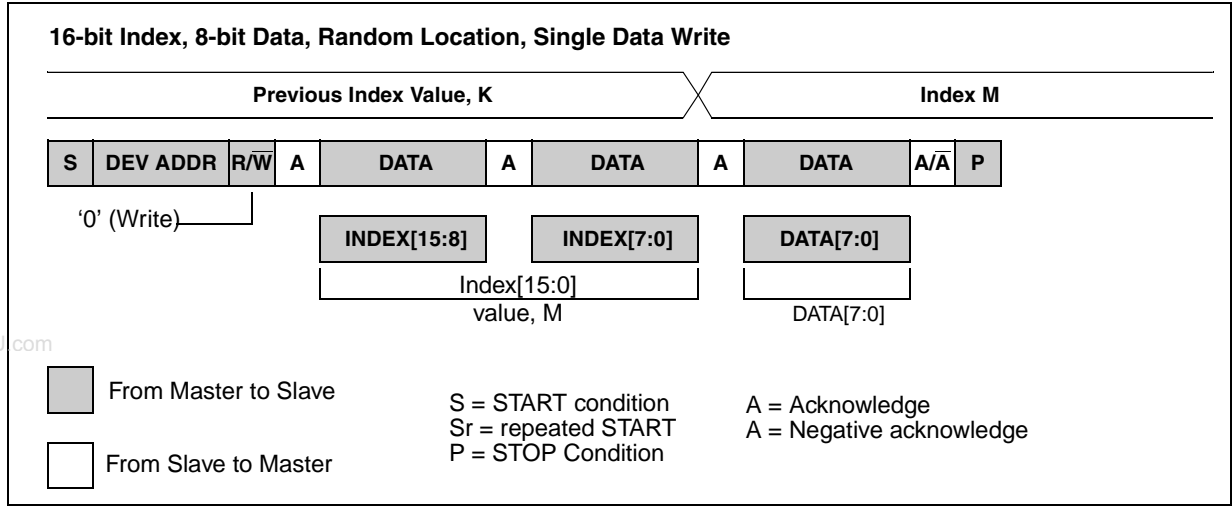 16-bit Index, 8-bit Data, Random Location, Single Data Write
Previous Index Value, K Index M
S DEV ADDR R/W̅ A DATA A DATA A DATA A/A̅ P
‘0’ (Write)
INDEX[15:8] INDEX[7:0] DATA[7:0]
Index[15:0]
value, M DATA[7:0]
.com
From Master to Slave
S = START condition A = Acknowledge
Sr = repeated START A = Negative acknowledge
P = STOP Condition
From Slave to Master